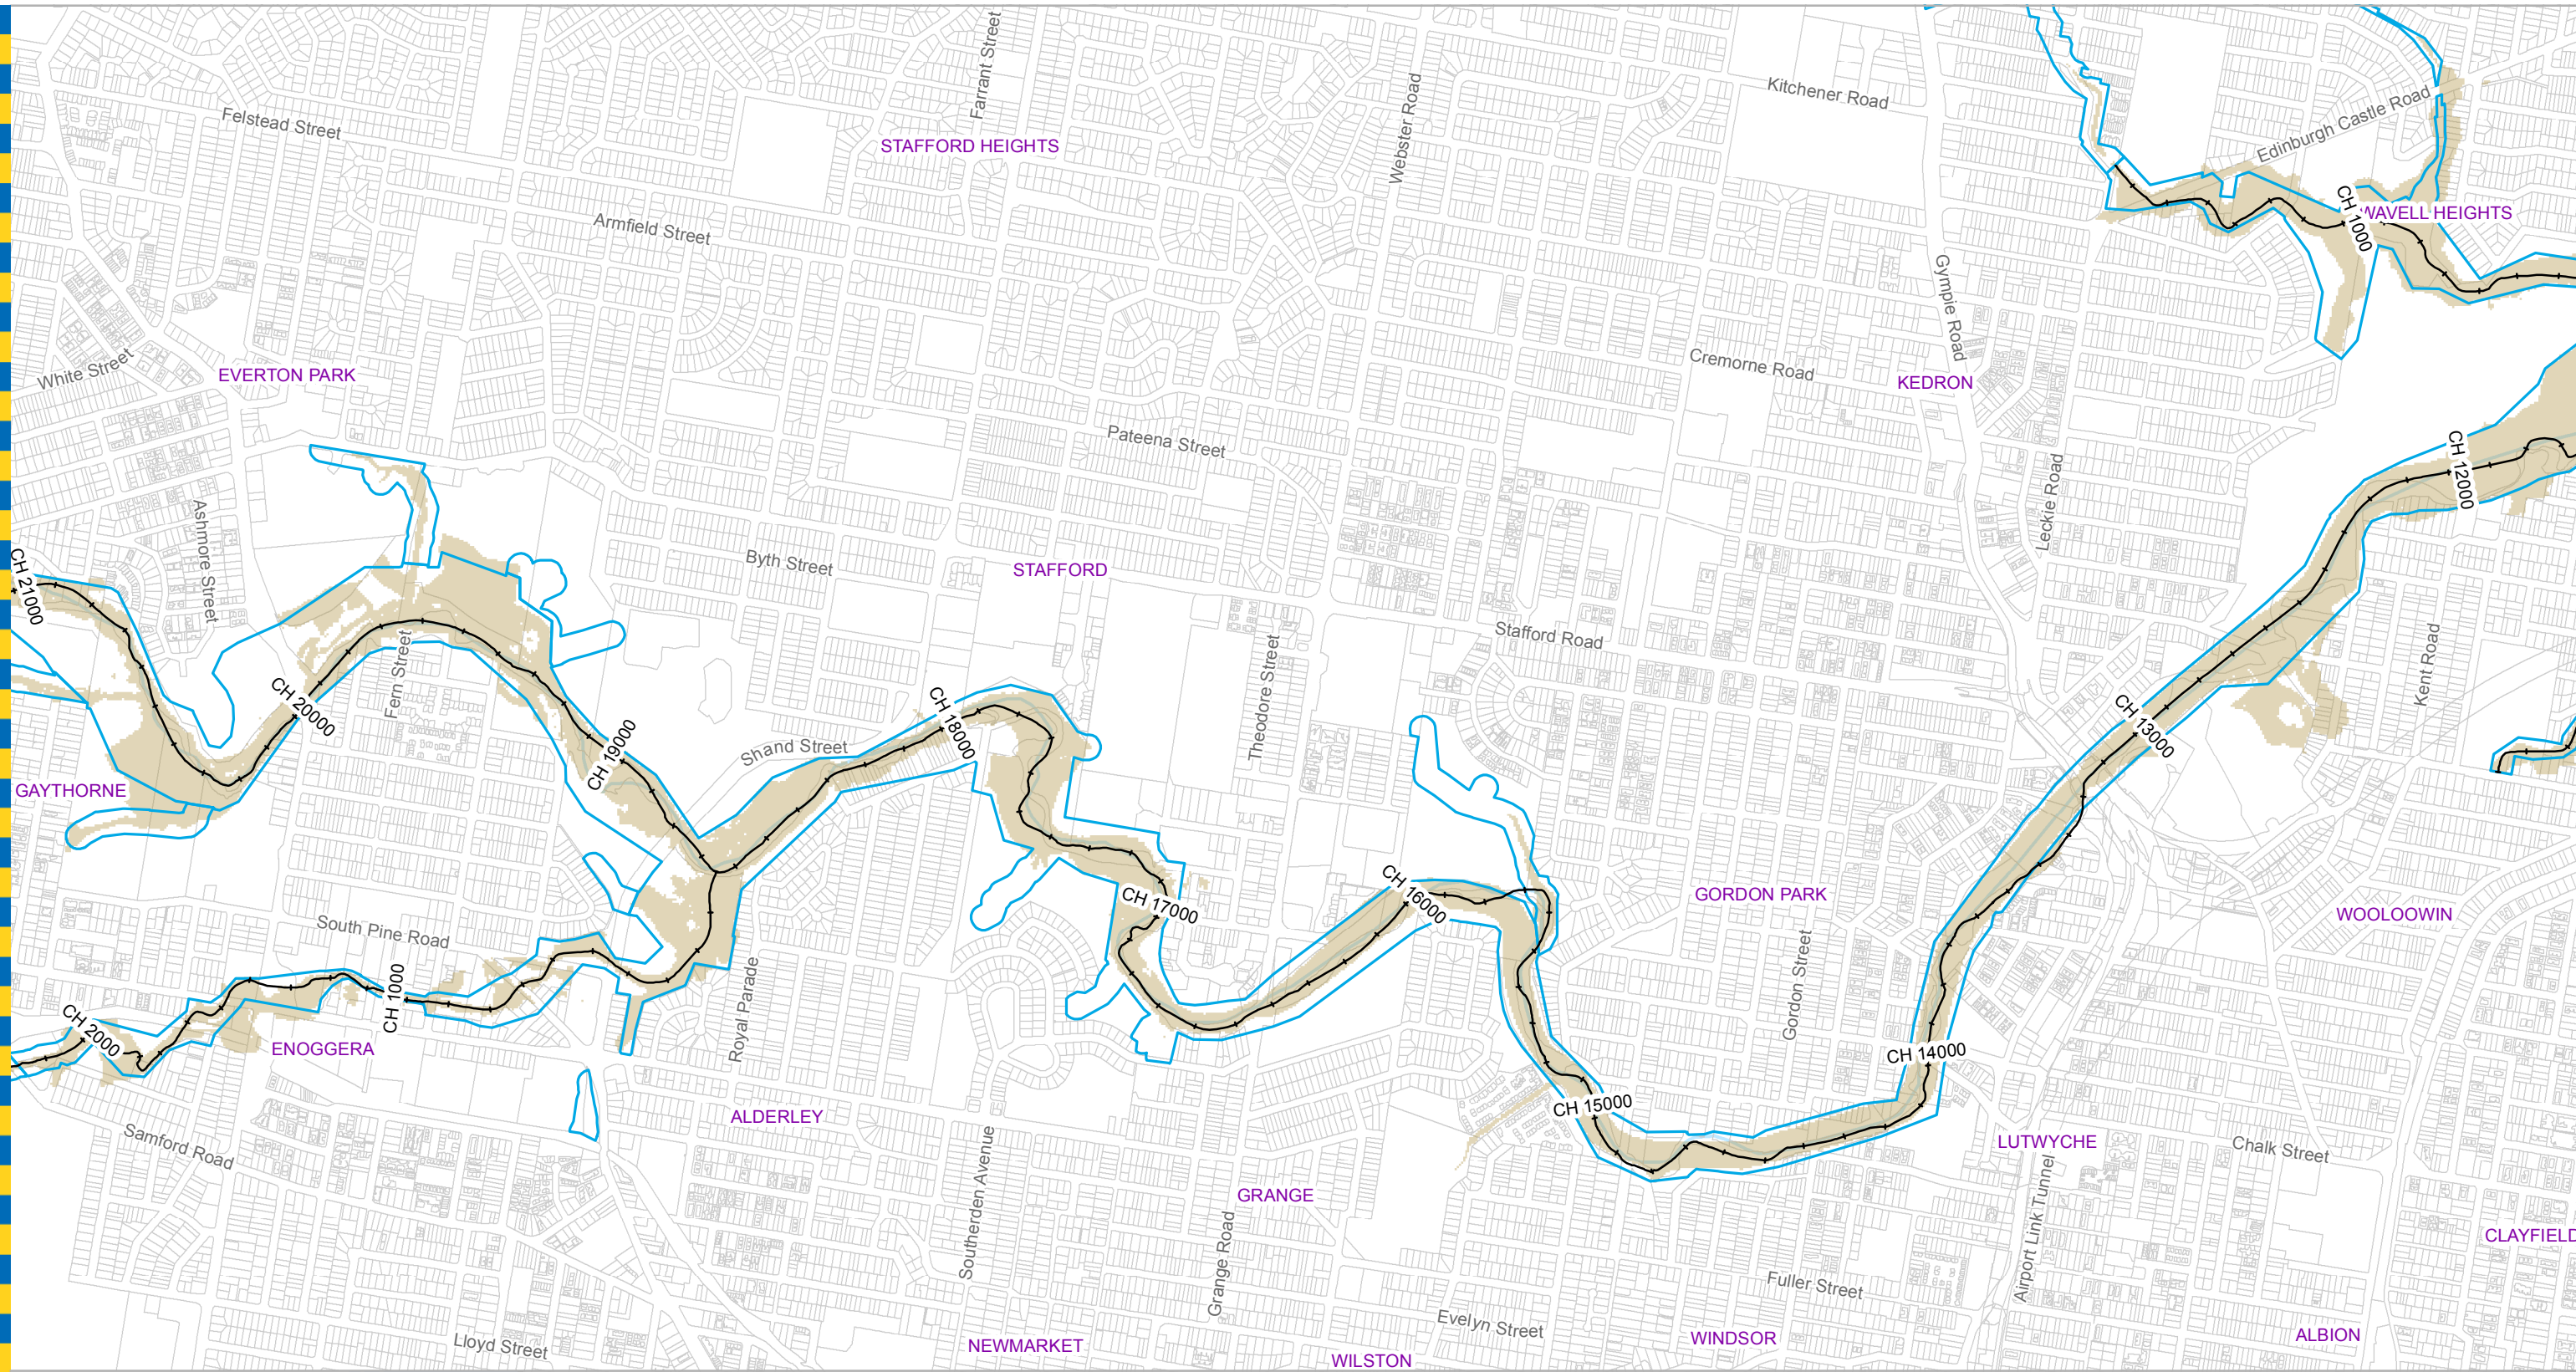 Farrant Street
Felstead Street
STAFFORD HEIGHTS
Webster Road
Kitchener Road
Edinburgh Castle Road
Armfield Street
CH 1000
WAVELL HEIGHTS
Gympie Road
White Street
EVERTON PARK
Cremorne Road
KEDRON
Pateena Street
CH 12000
Leckie Road
Ashmore Street
CH 21000
Byth Street
STAFFORD
Stafford Road
Fern Street
Theodore Street
Kent Road
CH 20000
CH 18000
CH 13000
Shand Street
CH 19000
GAYTHORNE
CH 17000
CH 16000
GORDON PARK
WOOLOOWIN
South Pine Road
CH 1000
Royal Parade
Gordon Street
CH 2000
ENOGGERA
CH 14000
CH 15000
ALDERLEY
Samford Road
LUTWYCHE
Chalk Street
Southerden Avenue
GRANGE
Airport Link Tunnel
CLAYFIELD
Grange Road
Fuller Street
Evelyn Street
Lloyd Street
NEWMARKET
WINDSOR
ALBION
WILSTON